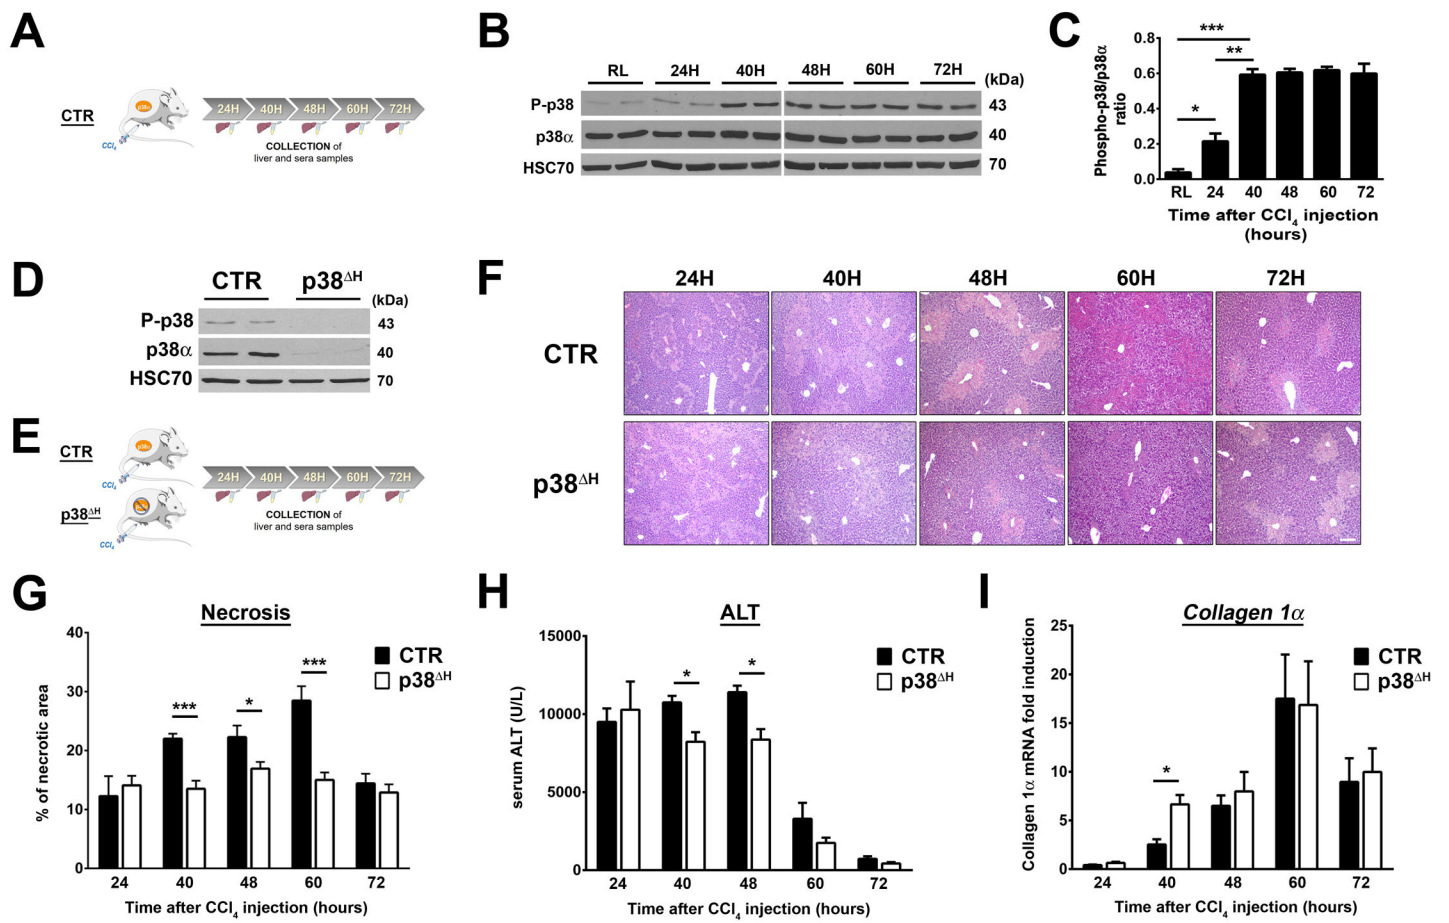 A
CTR
p38α
CCl4
24H 40H 48H 60H 72H
COLLECTION of
liver and sera samples
B
RL 24H 40H 48H 60H 72H (kDa)
P-p38 43
p38α 40
HSC70 70
C
Phospho-p38/p38α
ratio
0.8
0.6
0.4
0.2
0.0
***
**
*
RL 24 40 48 60 72
Time after CCl4 injection
(hours)
D
CTR p38ΔH
(kDa)
P-p38 43
p38α 40
HSC70 70
E
CTR
p38α
CCl4
p38ΔH
CCl4
24H 40H 48H 60H 72H
COLLECTION of
liver and sera samples
F
24H 40H 48H 60H 72H
CTR
p38ΔH
G
Necrosis
% of necrotic area
40
30
20
10
0
***
*
***
CTR
p38ΔH
24 40 48 60 72
Time after CCl4 injection (hours)
H
ALT
serum ALT (U/L)
15000
10000
5000
0
*
*
CTR
p38ΔH
24 40 48 60 72
Time after CCl4 injection (hours)
I
Collagen 1α
Collagen 1α mRNA fold induction
25
20
15
10
5
0
*
CTR
p38ΔH
24 40 48 60 72
Time after CCl4 injection (hours)